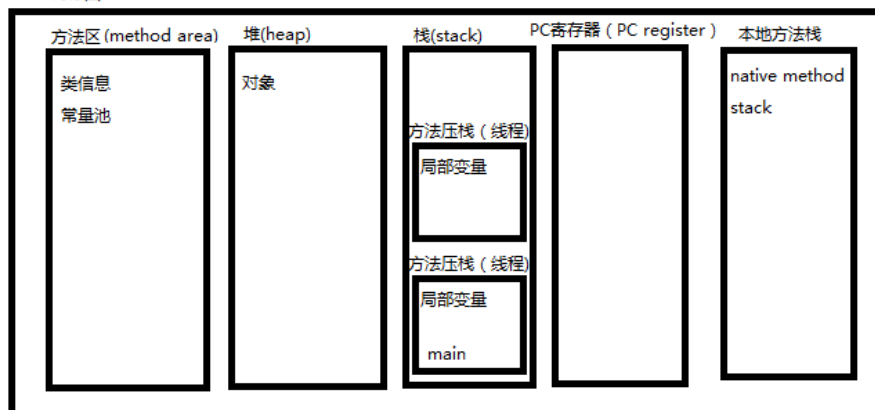 方法区(method area)
堆(heap)
栈(stack)
PC寄存器(PC register)
本地方法栈
类信息
常量池
对象
方法压栈(线程)
局部变量
方法压栈(线程)
局部变量
main
native method
stack